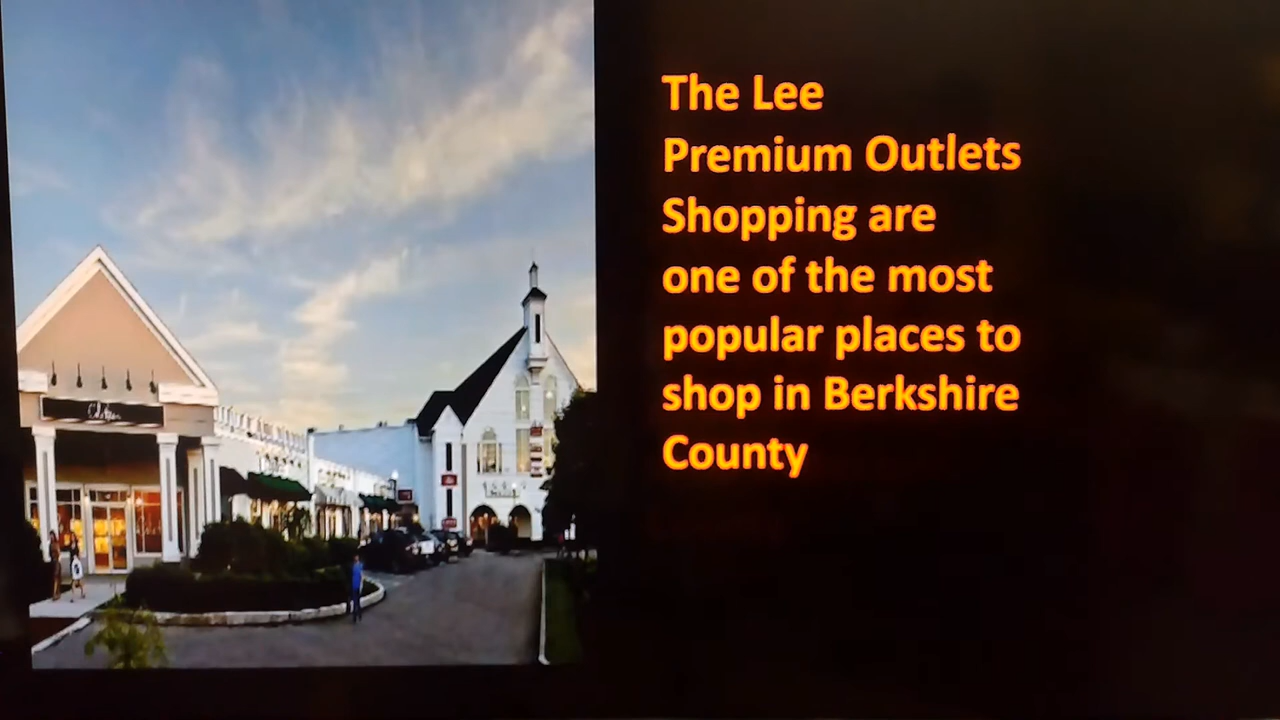 The Lee
Premium Outlets
Shopping are
one of the most
popular places to
shop in Berkshire
County